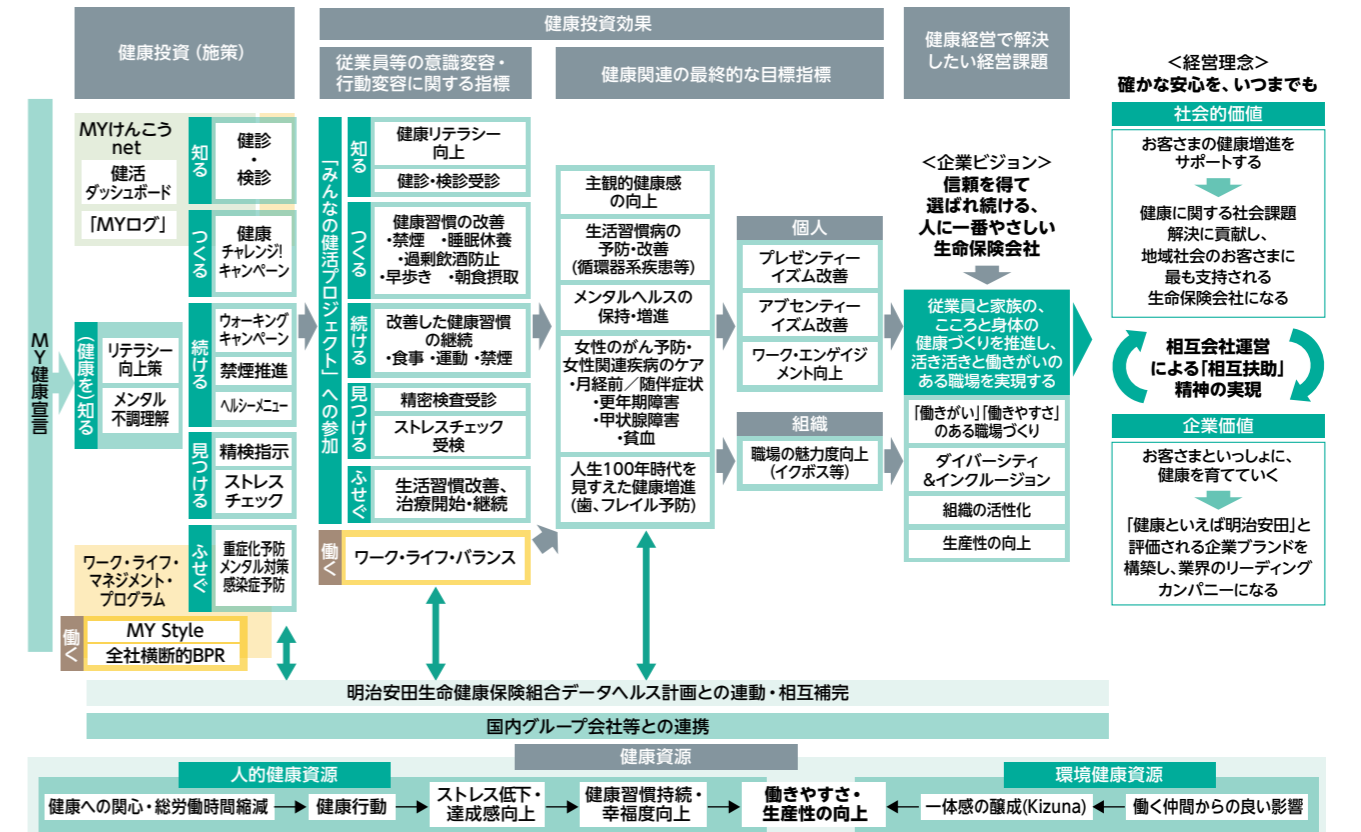 健康投資（施策）
健康投資効果
従業員等の意識変容・
行動変容に関する指標
健康関連の最終的な目標指標
健康経営で解決
したい経営課題
＜経営理念＞
確かな安心を、いつまでも
MY健康宣言
MYけんこう
net
健活
ダッシュボード
「MYログ」
（健康を）知る
リテラシー
向上策
メンタル
不調理解
知る
健診
・
検診
つくる
健康
チャレンジ!
キャンペーン
続ける
ウォーキング
キャンペーン
禁煙推進
ヘルシーメニュー
見つける
精検指示
ストレス
チェック
ふせぐ
重症化予防
メンタル対策
感染症予防
ワーク・ライフ・
マネジメント・
プログラム
働く
MY Style
全社横断的BPR
「みんなの健活プロジェクト」への参加
知る
健康リテラシー
向上
健診・検診受診
つくる
健康習慣の改善
・禁煙　・睡眠休養
・過剰飲酒防止
・早歩き　・朝食摂取
続ける
改善した健康習慣
の継続
・食事 ・運動 ・禁煙
見つける
精密検査受診
ストレスチェック
受検
ふせぐ
生活習慣改善、
治療開始・継続
働く
ワーク・ライフ・バランス
主観的健康感
の向上
生活習慣病の
予防・改善
(循環器系疾患等)
メンタルヘルスの
保持・増進
女性のがん予防・
女性関連疾病のケア
・月経前／随伴症状
・更年期障害
・甲状腺障害
・貧血
人生100年時代を
見すえた健康増進
(歯、フレイル予防)
個人
プレゼンティー
イズム改善
アブセンティー
イズム改善
ワーク・エンゲイジ
メント向上
組織
職場の魅力度向上
(イクボス等)
＜企業ビジョン＞
信頼を得て
選ばれ続ける、
人に一番やさしい
生命保険会社
従業員と家族の、
こころと身体の
健康づくりを推進し、
活き活きと働きがいの
ある職場を実現する
「働きがい」「働きやすさ」
のある職場づくり
ダイバーシティ
&インクルージョン
組織の活性化
生産性の向上
社会的価値
お客さまの健康増進を
サポートする
健康に関する社会課題
解決に貢献し、
地域社会のお客さまに
最も支持される
生命保険会社になる
相互会社運営
による「相互扶助」
精神の実現
企業価値
お客さまといっしょに、
健康を育てていく
「健康といえば明治安田」と
評価される企業ブランドを
構築し、業界のリーディング
カンパニーになる
明治安田生命健康保険組合データヘルス計画との連動・相互補完
国内グループ会社等との連携
健康資源
人的健康資源
環境健康資源
健康への関心・総労働時間縮減
健康行動
ストレス低下・
達成感向上
健康習慣持続・
幸福度向上
働きやすさ・
生産性の向上
一体感の醸成(Kizuna)
働く仲間からの良い影響